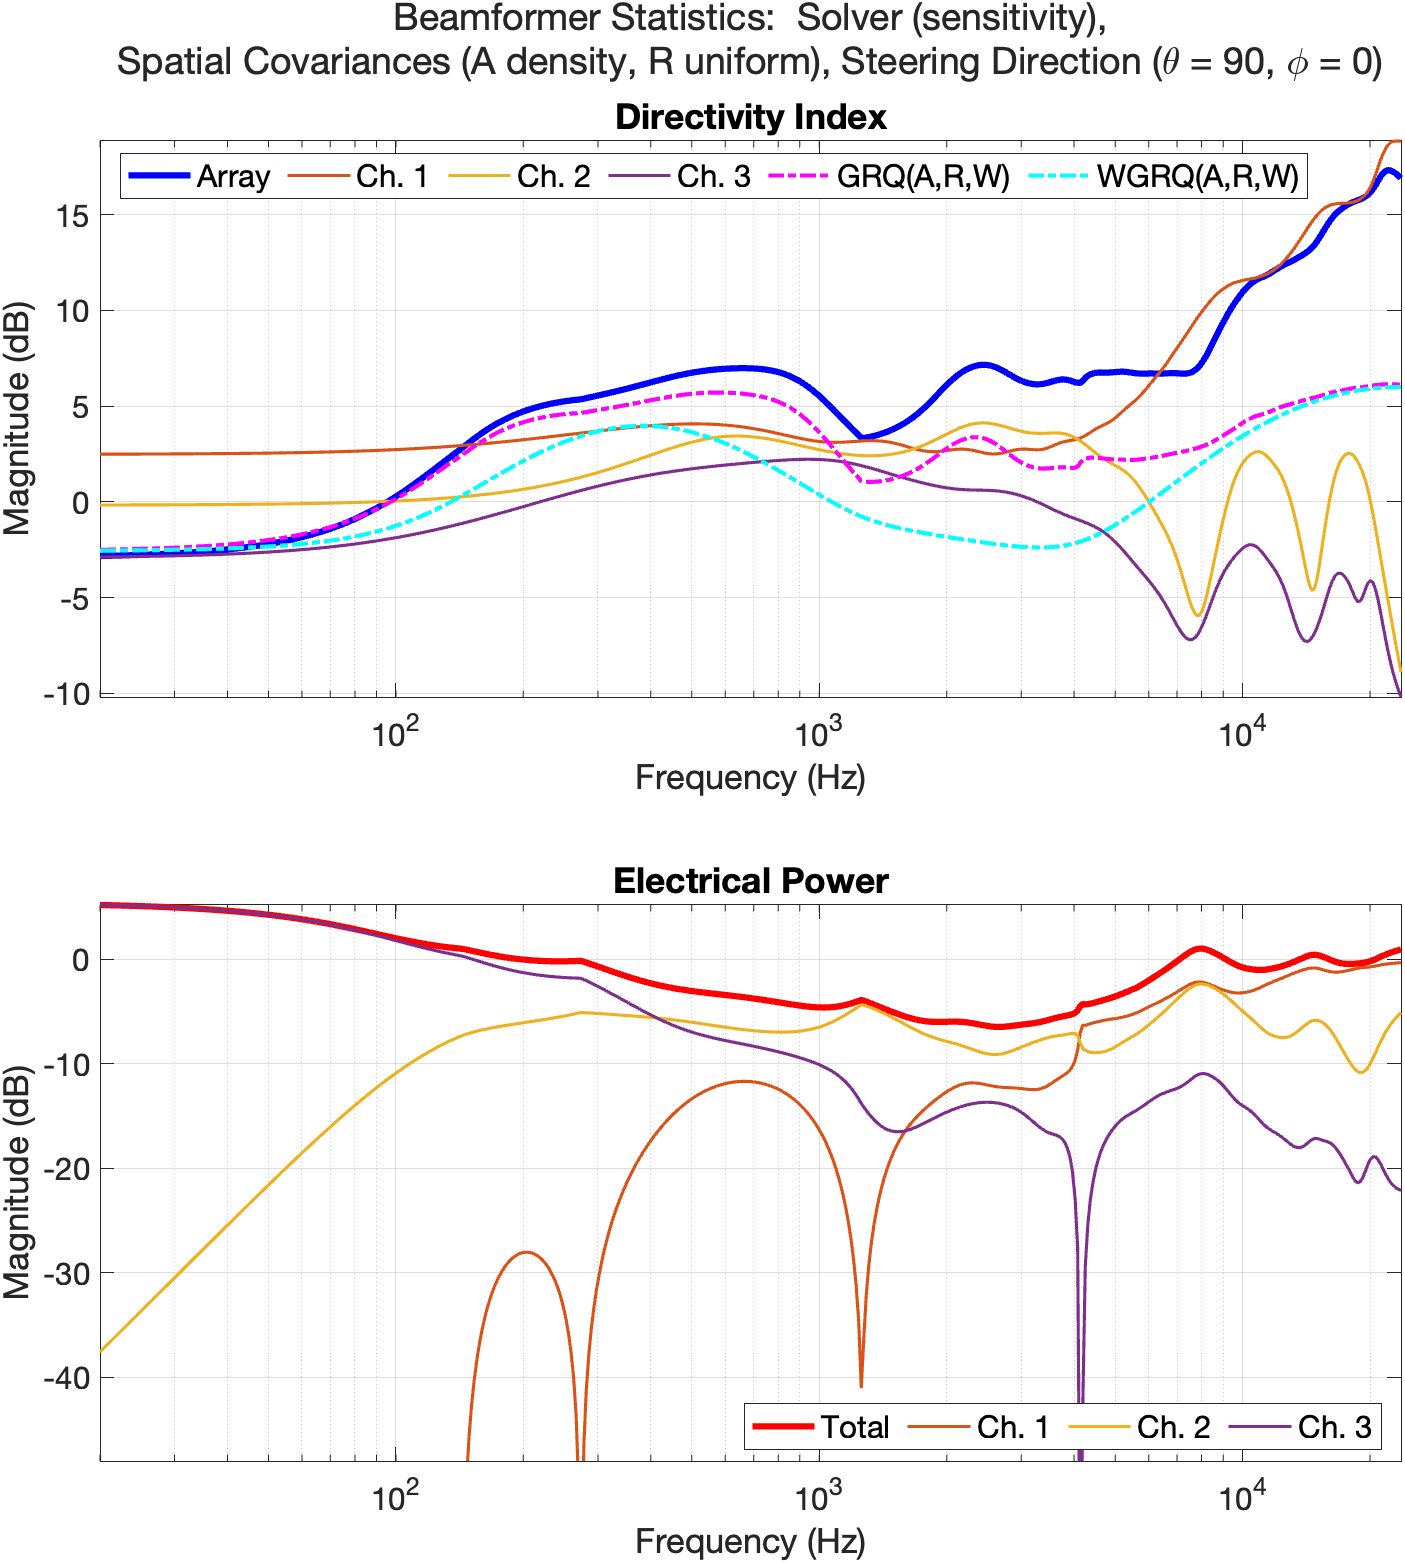 Beamformer Statistics:  Solver (sensitivity),
Spatial Covariances (A density, R uniform), Steering Direction (θ = 90, ϕ = 0)
Directivity Index
Array Ch. 1 Ch. 2 Ch. 3 GRQ(A,R,W) WGRQ(A,R,W)
15
10
5
0
-5
-10
Magnitude (dB)
10² 10³ 10⁴
Frequency (Hz)
Electrical Power
0
-10
-20
-30
-40
Magnitude (dB)
Total Ch. 1 Ch. 2 Ch. 3
10² 10³ 10⁴
Frequency (Hz)